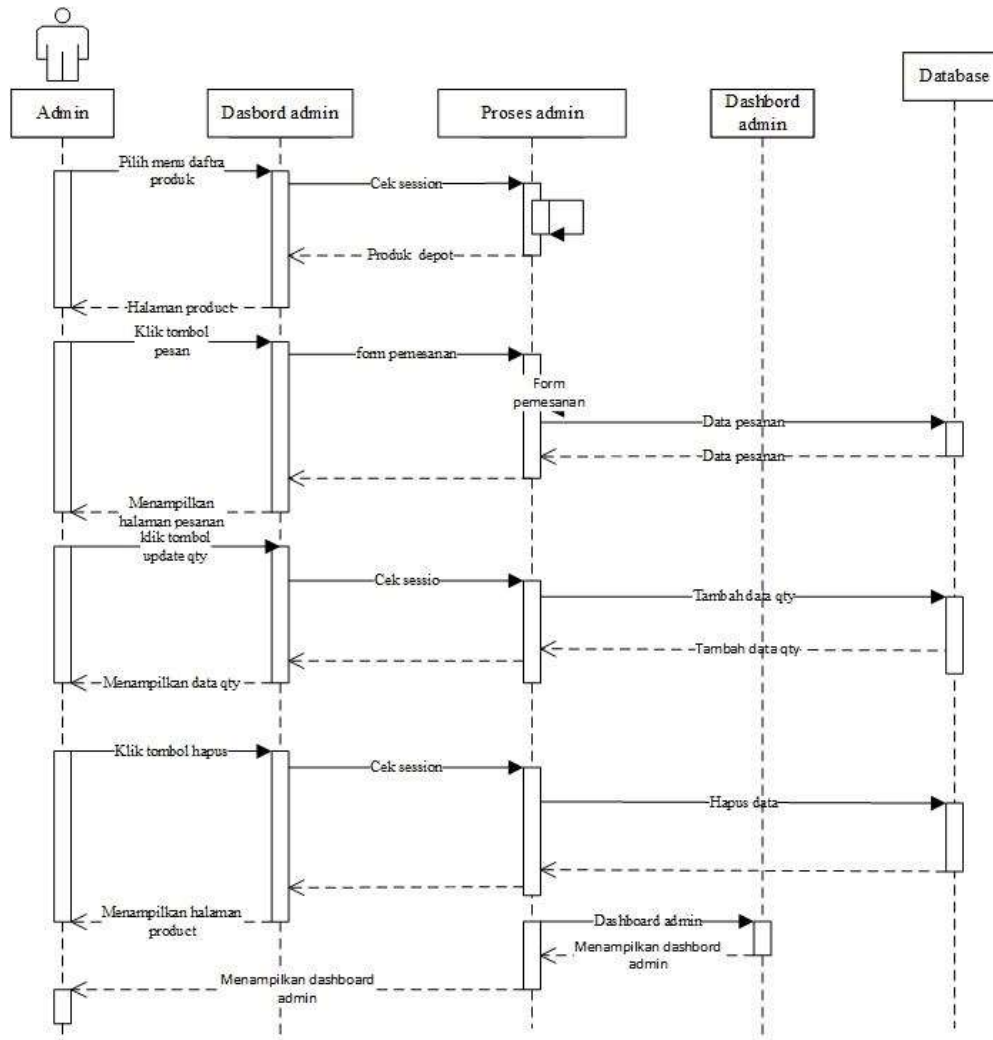 Admin
Dasbord admin
Proses admin
Dashbord
admin
Database
Pilih menu daftra
produk
Cek session
Produk depot
Halaman product
Klik tombol
pesan
form pemesanan
Form
pemesanan
Data pesanan
Data pesanan
Menampilkan
halaman pesanan
klik tombol
update qty
Cek sessio
Tambah data qty
Tambah data qty
Menampilkan data qty
Klik tombol hapus
Cek session
Hapus data
Menampilkan halaman
product
Dashboard admin
Menampilkan dashbord
admin
Menampilkan dashboard
admin